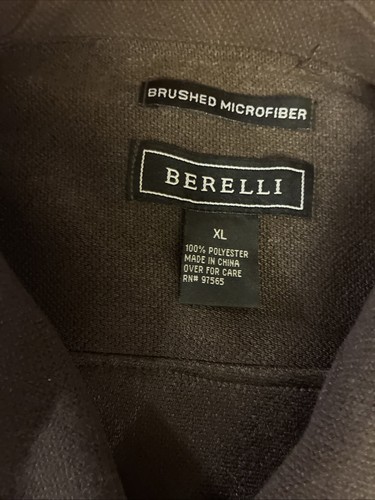 BRUSHED MICROFIBER
BERELLI
XL
100% POLYESTER
MADE IN CHINA
OVER FOR CARE
RN# 97565